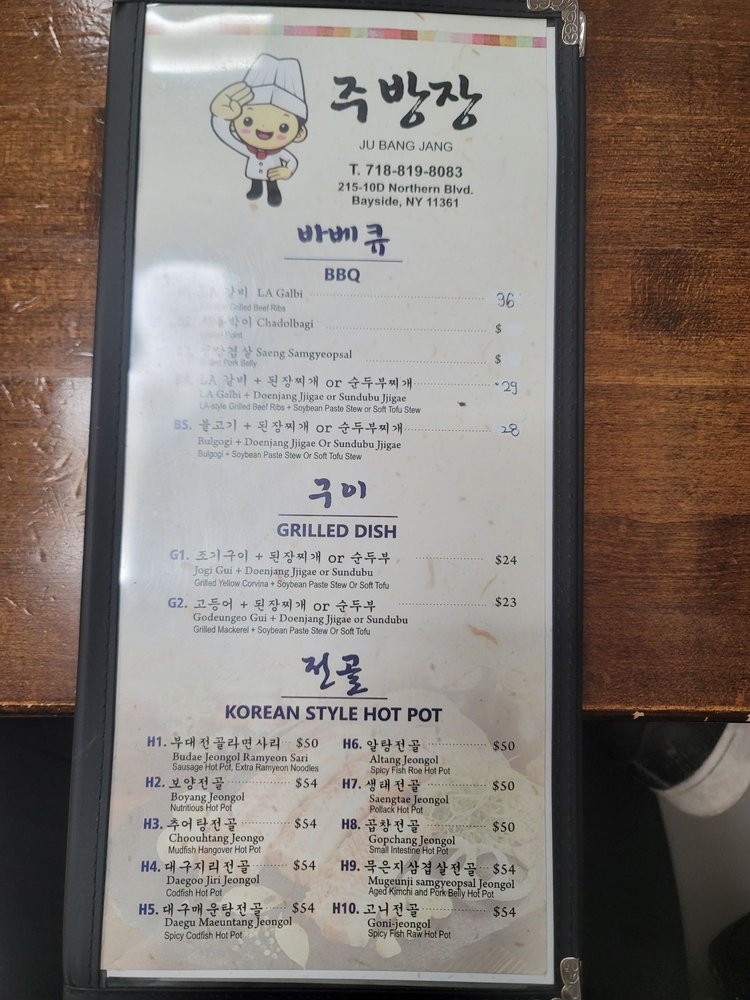 주방장
JU BANG JANG
T. 718-819-8083
215-10D Northern Blvd.
Bayside, NY 11361
바베큐
BBQ
LA 갈비 LA Galbi 36
Grilled Beef Ribs
Chadolbagi $
Point
겹살 Saeng Samgyeopsal $
Pork Belly
LA 갈비 + 된장찌개 or 순두부찌개 29
LA Galbi + Doenjang Jjigae or Sundubu Jjigae
LA-style Grilled Beef Ribs + Soybean Paste Stew or Soft Tofu Stew
B5. 불고기 + 된장찌개 or 순두부찌개 28
Bulgogi + Doenjang Jjigae Or Sundubu Jjigae
Bulgogi + Soybean Paste Stew Or Soft Tofu Stew
구이
GRILLED DISH
G1. 조기구이 + 된장찌개 or 순두부 $24
Jogi Gui + Doenjang Jjigae or Sundubu
Grilled Yellow Corvina + Soybean Paste Stew Or Soft Tofu
G2. 고등어 + 된장찌개 or 순두부 $23
Godeungeo Gui + Doenjang Jjigae or Sundubu
Grilled Mackerel + Soybean Paste Stew Or Soft Tofu
전골
KOREAN STYLE HOT POT
H1. 부대전골라면사리 $50
Budae Jeongol Ramyeon Sari
Sausage Hot Pot, Extra Ramyeon Noodles
H2. 보양전골 $54
Boyang Jeongol
Nutritious Hot Pot
H3. 추어탕전골 $54
Choouhtang Jeongo
Mudfish Hangover Hot Pot
H4. 대구지리전골 $54
Daegoo Jiri Jeongol
Codfish Hot Pot
H5. 대구매운탕전골 $54
Daegu Maeuntang Jeongol
Spicy Codfish Hot Pot
H6. 알탕전골 $50
Altang Jeongol
Spicy Fish Roe Hot Pot
H7. 생태전골 $50
Saengtae Jeongol
Pollack Hot Pot
H8. 곱창전골 $50
Gopchang Jeongol
Small Intestine Hot Pot
H9. 묵은지삼겹살전골 $54
Mugeunji samgyeopsal Jeongol
Aged Kimchi and Pork Belly Hot Pot
H10. 고니전골 $54
Goni-jeongol
Spicy Fish Raw Hot Pot